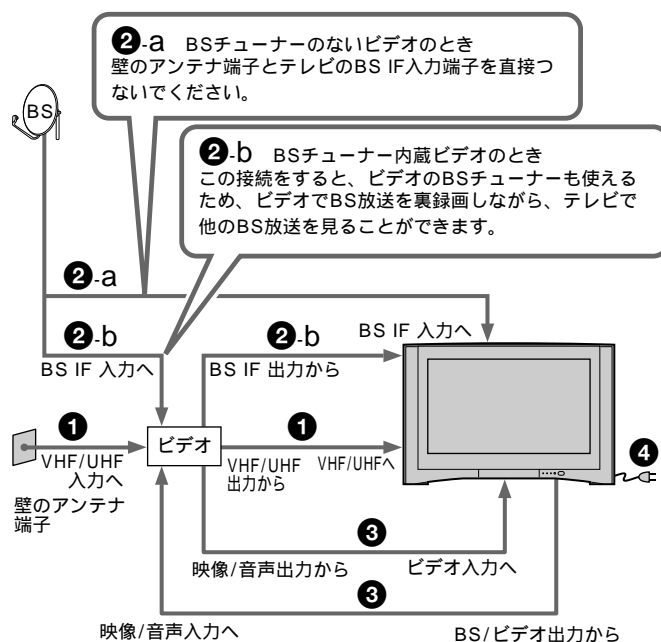 ❷-a BSチューナーのないビデオのとき
壁のアンテナ端子とテレビのBS IF入力端子を直接つ
ないでください。
BS
❷-b BSチューナー内蔵ビデオのとき
この接続をすると、ビデオのBSチューナーも使える
ため、ビデオでBS放送を裏録画しながら、テレビで
他のBS放送を見ることができます。
❷-a
❷-b
BS IF 入力へ
❷-b
BS IF 出力から
BS IF 入力へ
❶
VHF/UHF
入力へ
壁のアンテナ
端子
ビデオ
❶
VHF/UHF
出力から
VHF/UHFへ
❹
❸
映像/音声出力から
ビデオ入力へ
❸
映像/音声入力へ
BS/ビデオ出力から